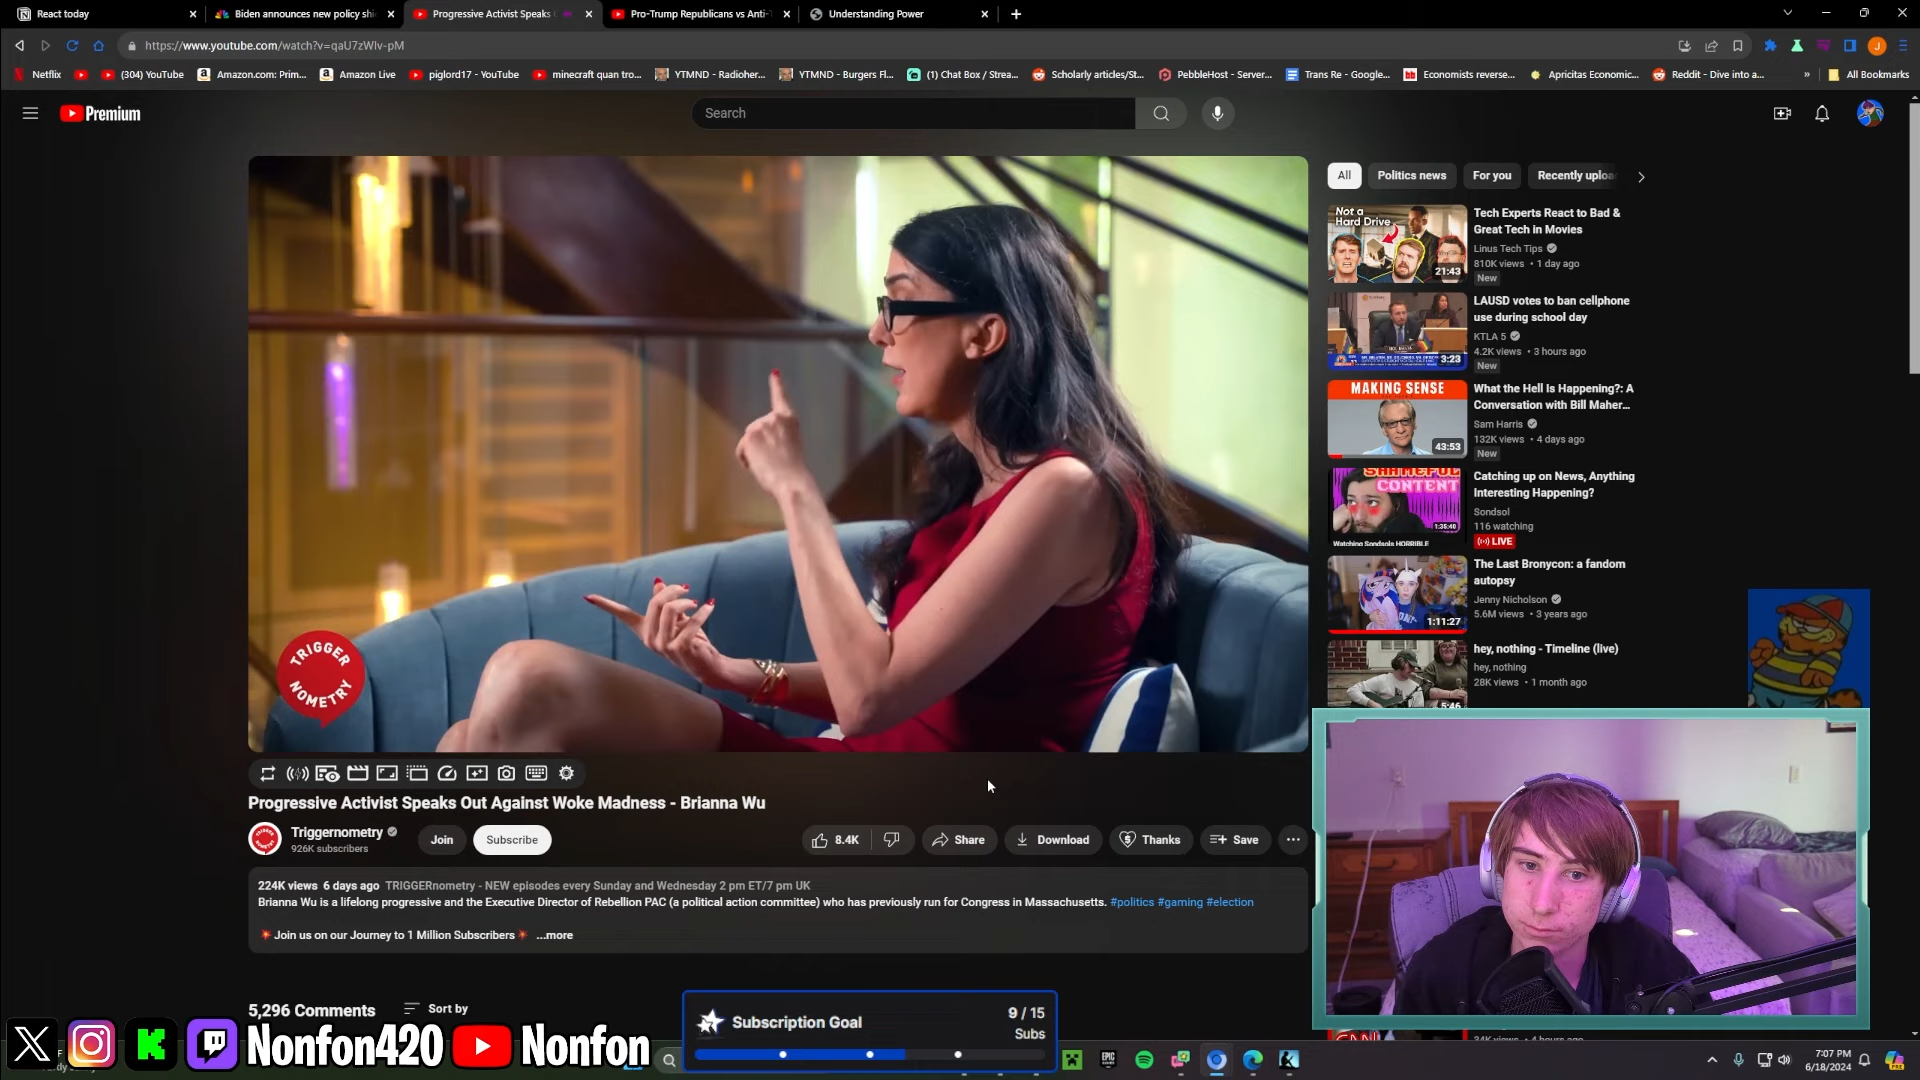 React today
Biden announces new policy shi
Progressive Activist Speaks
Pro-Trump Republicans vs Anti-
Understanding Power
https://www.youtube.com/watch?v=qaU7zWlv-pM
Netflix
(304) YouTube
Amazon.com: Prim...
Amazon Live
piglord17 - YouTube
minecraft quan tro...
YTMND - Radioher...
YTMND - Burgers Fl...
(1) Chat Box / Strea...
Scholarly articles/St...
PebbleHost - Server...
Trans Re - Google...
Economists reverse...
Apricitas Economic...
Reddit - Dive into a...
»
All Bookmarks
Premium
Search
All
Politics news
For you
Recently uploa
Not a
Hard Drive
21:43
Tech Experts React to Bad &
Great Tech in Movies
Linus Tech Tips
810K views • 1 day ago
New
3:23
LAUSD votes to ban cellphone
use during school day
KTLA 5
4.2K views • 3 hours ago
New
MAKING SENSE
43:53
What the Hell Is Happening?: A
Conversation with Bill Maher...
Sam Harris
132K views • 4 days ago
New
CONTENT
1:35:40
Watching Sondsols HORRIBLE
Catching up on News, Anything
Interesting Happening?
Sondsol
116 watching
LIVE
1:11:27
The Last Bronycon: a fandom
autopsy
Jenny Nicholson
5.6M views • 3 years ago
5:46
hey, nothing - Timeline (live)
hey, nothing
28K views • 1 month ago
TRIGGER
NOMETRY
Progressive Activist Speaks Out Against Woke Madness - Brianna Wu
Triggernometry
926K subscribers
Join
Subscribe
8.4K
Share
Download
Thanks
Save
224K views 6 days ago TRIGGERnometry - NEW episodes every Sunday and Wednesday 2 pm ET/7 pm UK
Brianna Wu is a lifelong progressive and the Executive Director of Rebellion PAC (a political action committee) who has previously run for Congress in Massachusetts. #politics #gaming #election
Join us on our Journey to 1 Million Subscribers
...more
5,296 Comments
Sort by
Nonfon420
Nonfon
Subscription Goal
9 / 15
Subs
EPIC
7:07 PM
6/18/2024